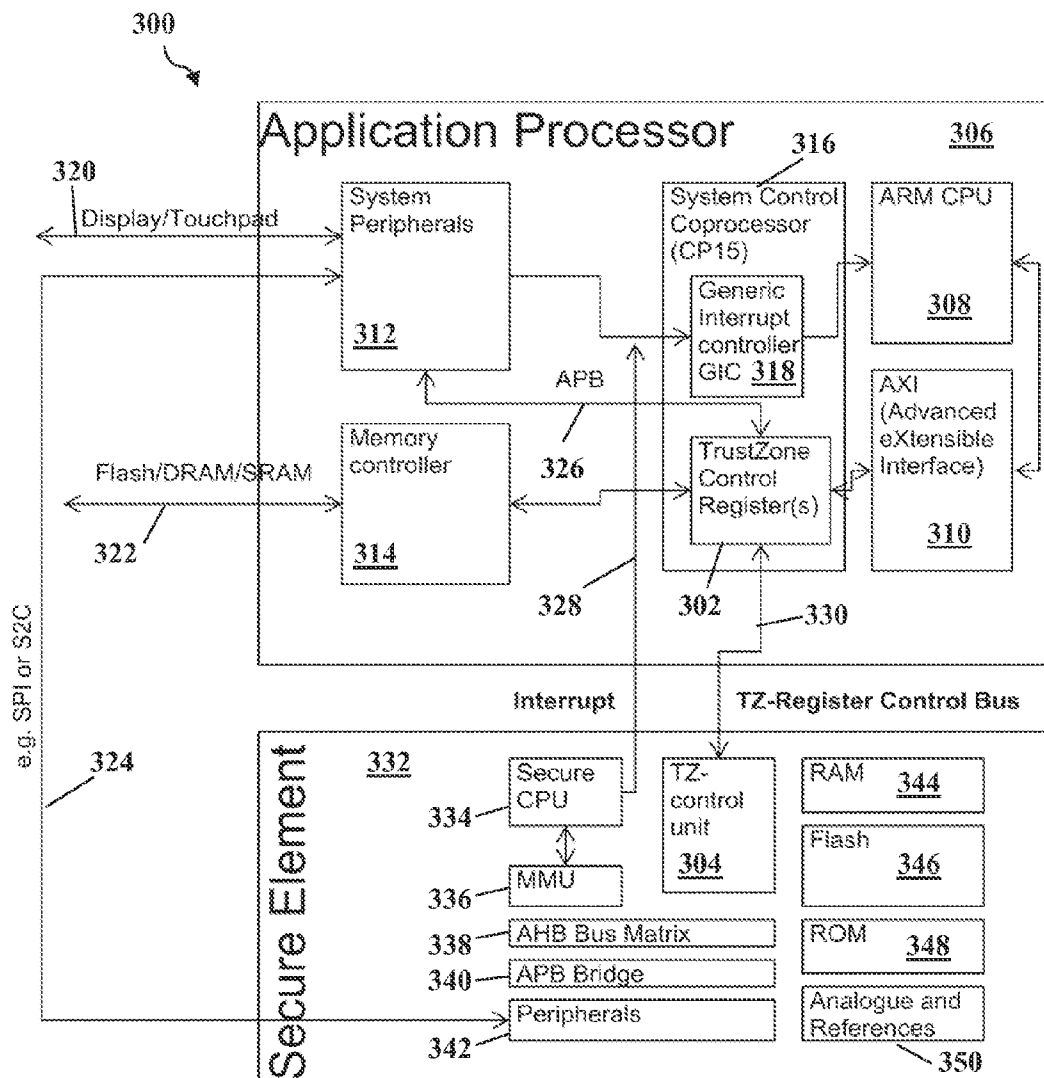 300
Application Processor
306
316
320
Display/Touchpad
System
Peripherals
312
System Control
Coprocessor
(CP15)
ARM CPU
308
Generic
Interrupt
controller
GIC 318
APB
326
AXI
(Advanced
eXtensible
Interface)
310
Flash/DRAM/SRAM
322
Memory
controller
314
TrustZone
Control
Register(s)
302
328
330
e.g. SPI or S2C
324
Interrupt
TZ-Register Control Bus
Secure Element
332
Secure
CPU
334
TZ-
control
unit
304
RAM
344
Flash
346
MMU
336
AHB Bus Matrix
338
ROM
348
APB Bridge
340
Peripherals
342
Analogue and
References
350